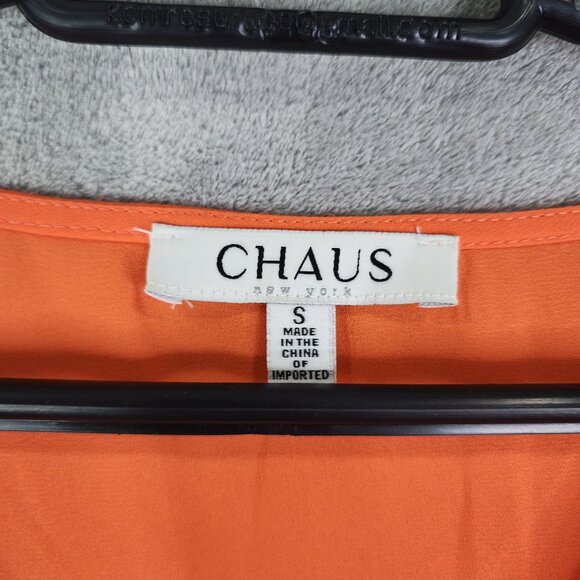 CHAUS
new york
S
MADE
IN THE
CHINA
OF
IMPORTED